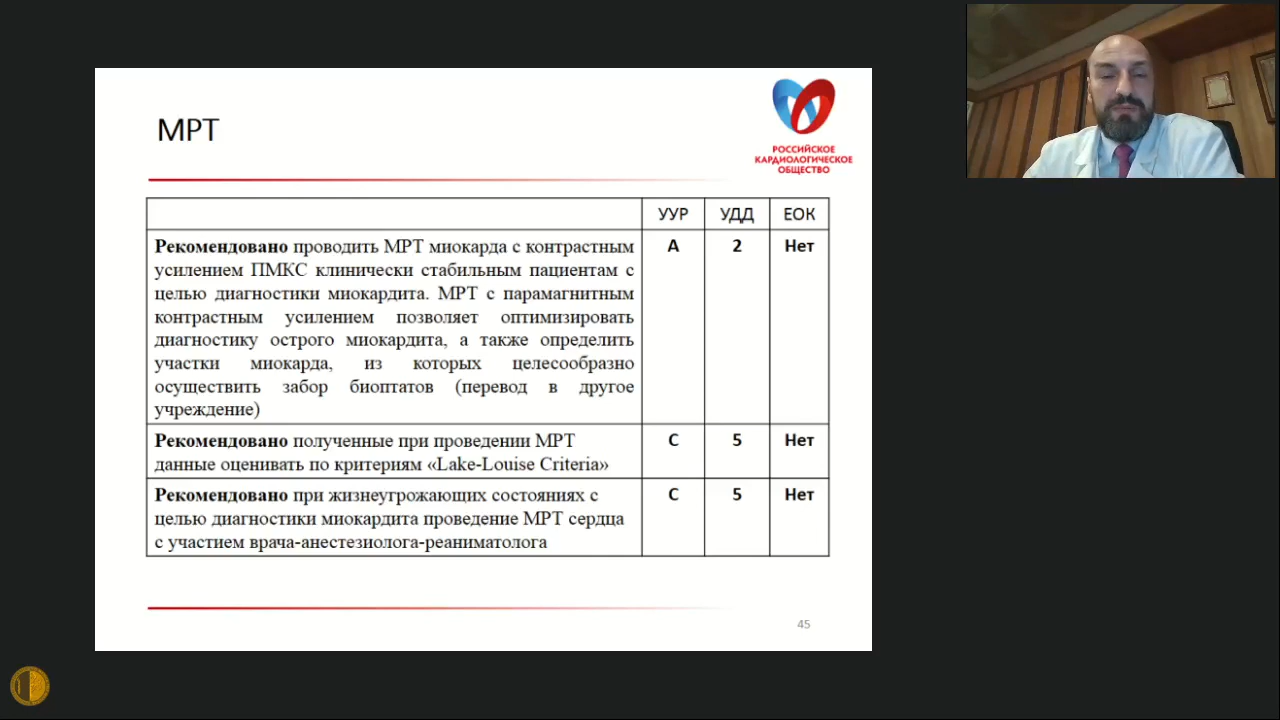 МРТ
РОССИЙСКОЕ
КАРДИОЛОГИЧЕСКОЕ
ОБЩЕСТВО
УУР УДД ЕОК
Рекомендовано проводить МРТ миокарда с контрастным
усилением ПМКС клинически стабильным пациентам с
целью диагностики миокардита. МРТ с парамагнитным
контрастным усилением позволяет оптимизировать
диагностику острого миокардита, а также определить
участки миокарда, из которых целесообразно
осуществить забор биоптатов (перевод в другое
учреждение)
А 2 Нет
Рекомендовано полученные при проведении МРТ
данные оценивать по критериям «Lake-Louise Criteria»
С 5 Нет
Рекомендовано при жизнеугрожающих состояниях с
целью диагностики миокардита проведение МРТ сердца
с участием врача-анестезиолога-реаниматолога
С 5 Нет
45